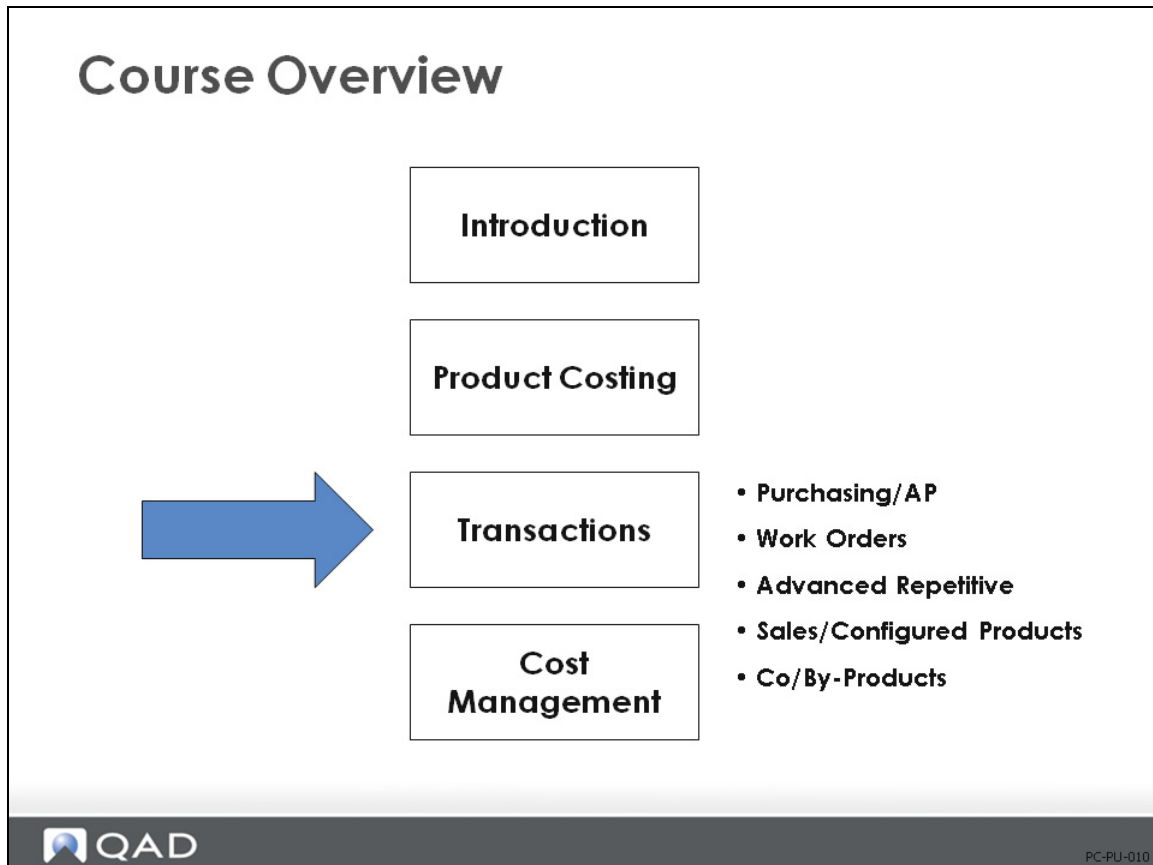 Course Overview
Introduction
Product Costing
Transactions
• Purchasing/AP
• Work Orders
• Advanced Repetitive
• Sales/Configured Products
• Co/By-Products
Cost
Management
QAD
PC-PU-010